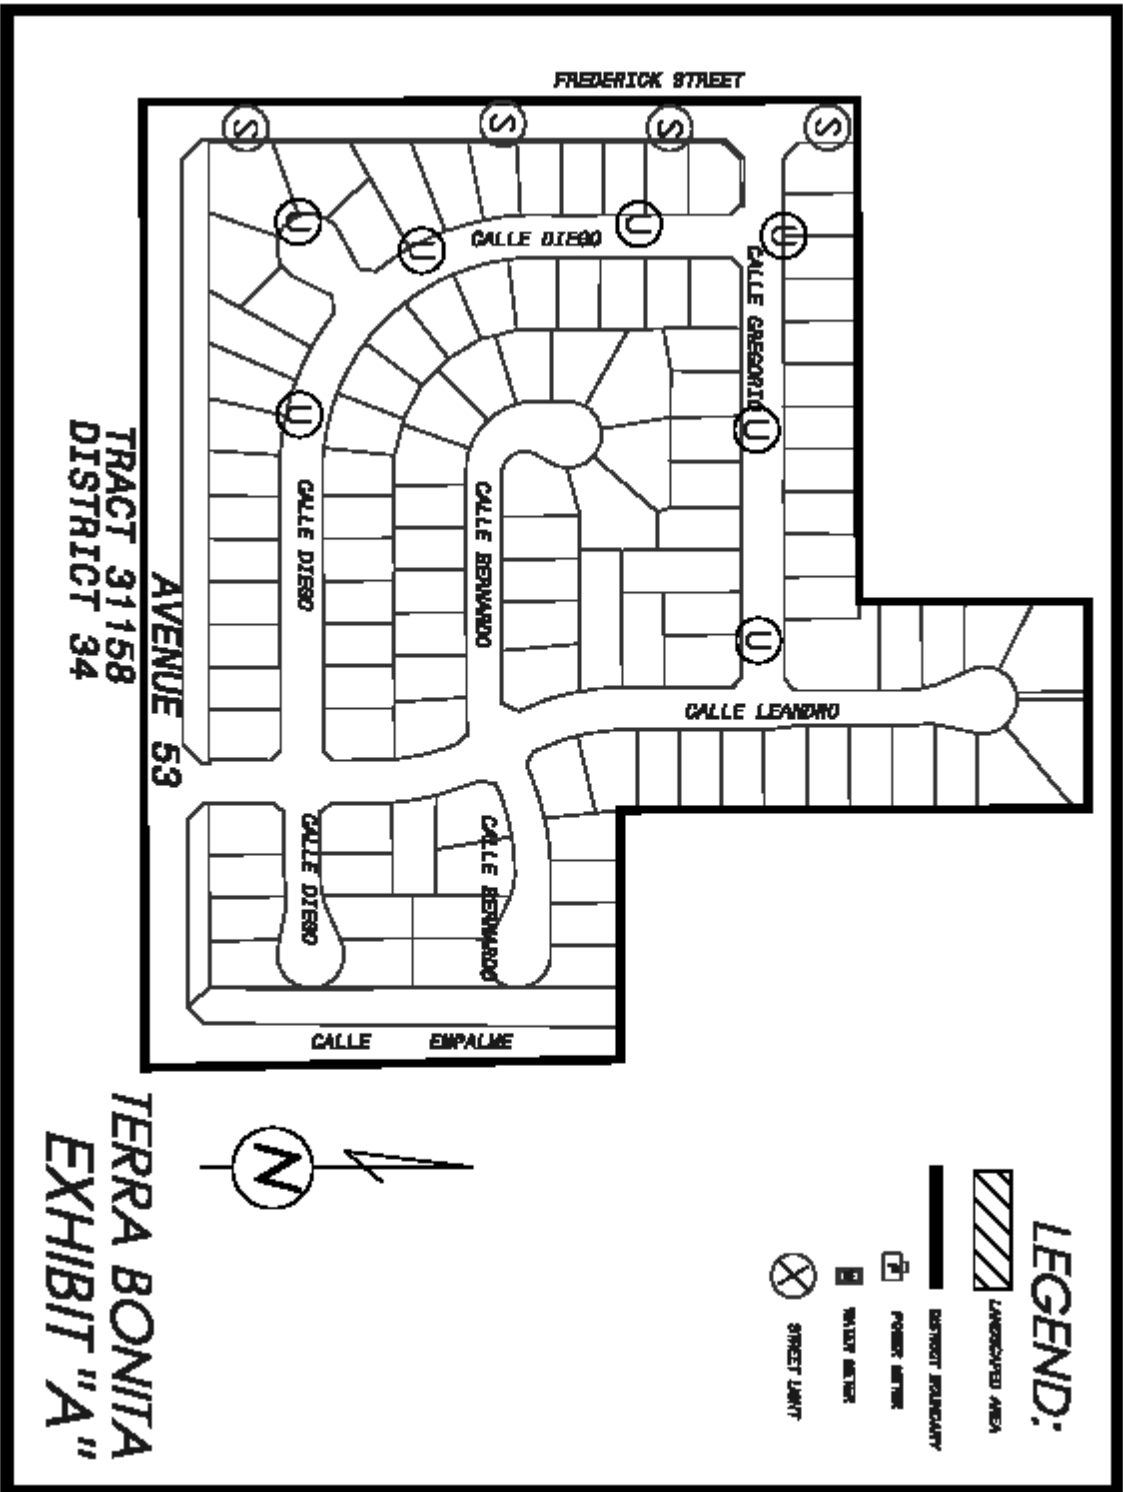 FREDERICK STREET
S
S
S
S
U
U
U
U
CALLE DIEGO
CALLE GREGORIO
U
U
U
CALLE DIEGO
CALLE BERNARDO
CALLE LEANDRO
CALLE DIEGO
CALLE BERNARDO
CALLE EMPALME
AVENUE 53
TRACT 31158
DISTRICT 34
N
TERRA BONITA
EXHIBIT "A"
LEGEND:
LANDSCAPED AREA
DISTRICT BOUNDARY
P POWER METER
WATER METER
X STREET LIGHT